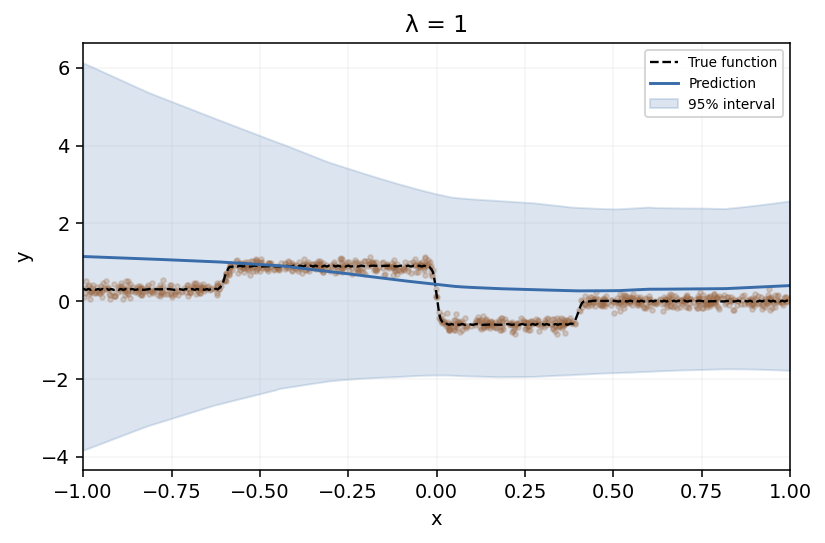 λ = 1
True function
Prediction
95% interval
y
6
4
2
0
−2
−4
−1.00 −0.75 −0.50 −0.25 0.00 0.25 0.50 0.75 1.00
x